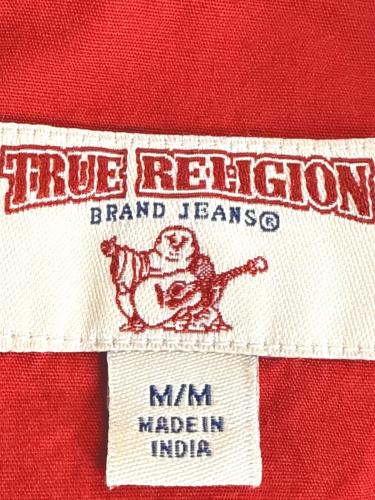 TRUE RELIGION
BRAND JEANS®
M/M
MADE IN
INDIA